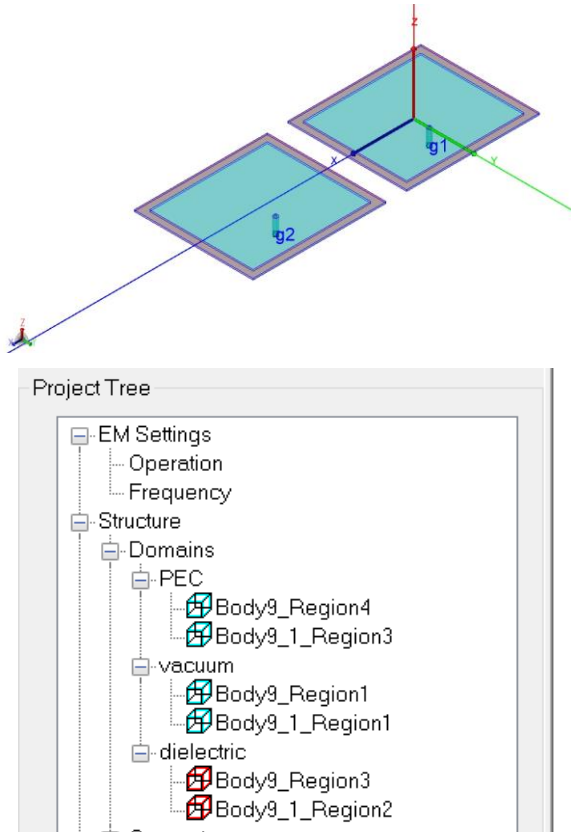 Z
g1
X
Y
g2
Z
X
Project Tree
EM Settings
Operation
Frequency
Structure
Domains
PEC
Body9_Region4
Body9_1_Region3
vacuum
Body9_Region1
Body9_1_Region1
dielectric
Body9_Region3
Body9_1_Region2